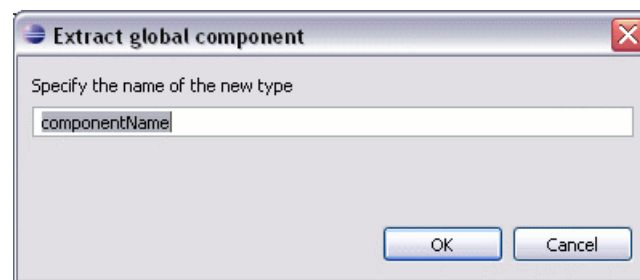 Extract global component
Specify the name of the new type
componentName
OK
Cancel